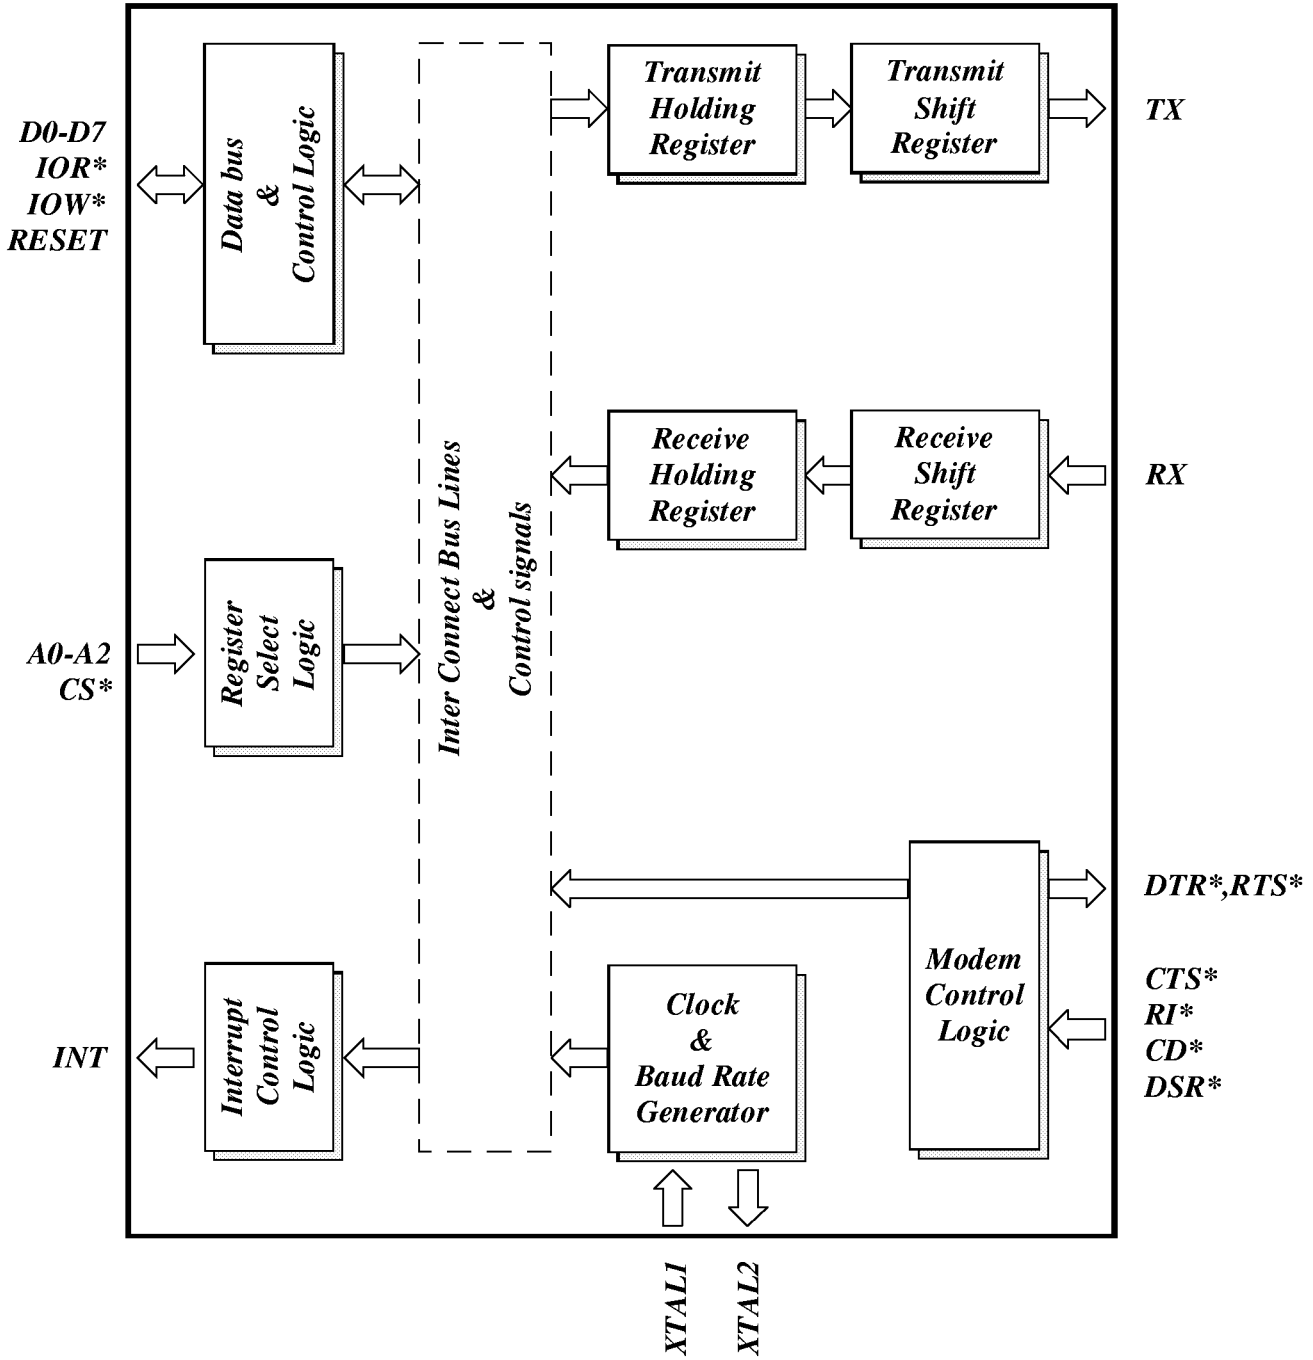 D0-D7
IOR*
IOW*
RESET
Data bus
&
Control Logic
A0-A2
CS*
Register
Select
Logic
INT
Interrupt
Control
Logic
Inter Connect Bus Lines
&
Control signals
Transmit
Holding
Register
Transmit
Shift
Register
TX
Receive
Holding
Register
Receive
Shift
Register
RX
Modem
Control
Logic
DTR*,RTS*
CTS*
RI*
CD*
DSR*
Clock
&
Baud Rate
Generator
XTAL1
XTAL2